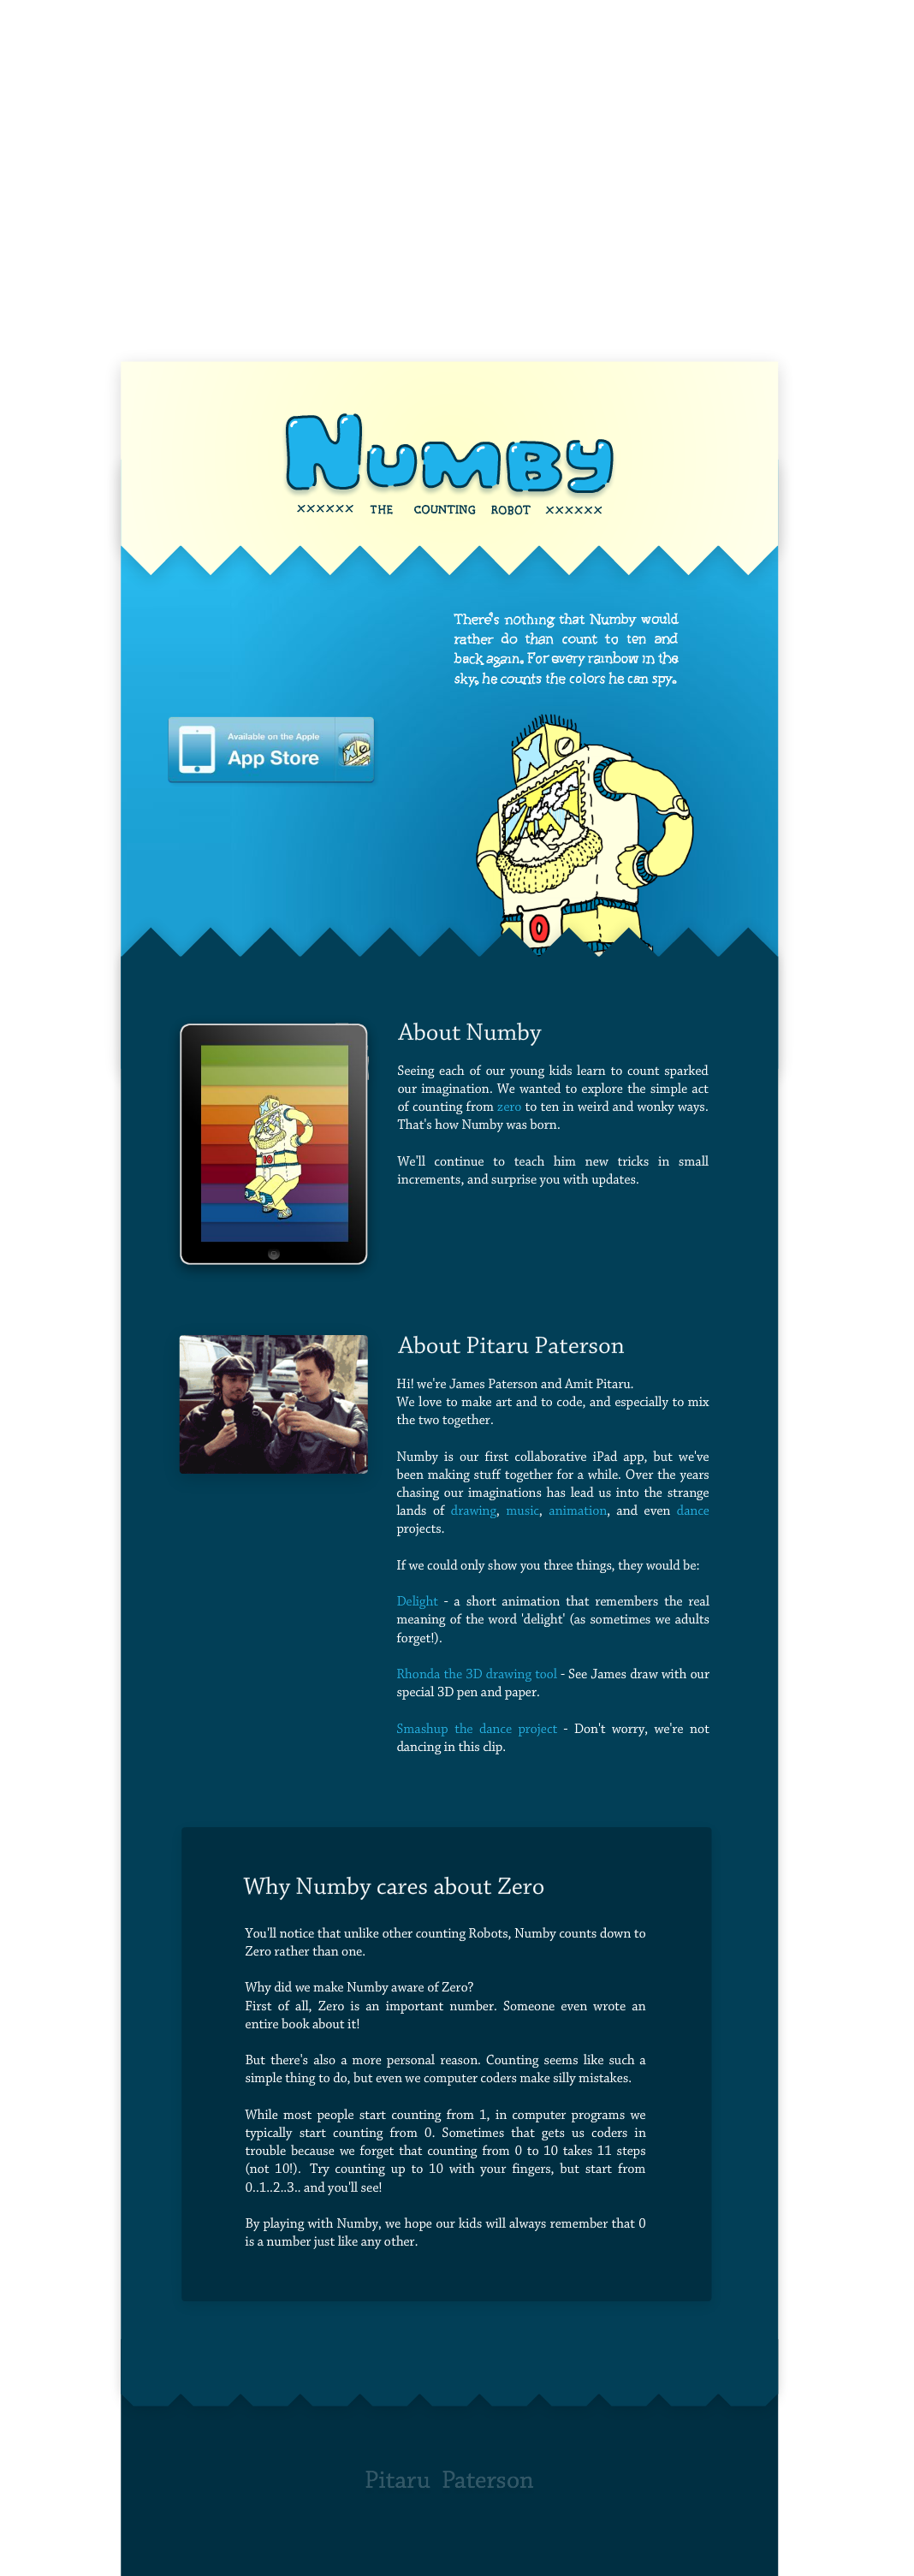 Numby
×××××× THE COUNTING ROBOT ××××××
There's nothing that Numby would
rather do than count to ten and
back again. For every rainbow in the
sky, he counts the colors he can spy.
Available on the Apple
App Store
X
0
About Numby
Seeing each of our young kids learn to count sparked
our imagination. We wanted to explore the simple act
of counting from zero to ten in weird and wonky ways.
That's how Numby was born.
We'll continue to teach him new tricks in small
increments, and surprise you with updates.
10
About Pitaru Paterson
Hi! we're James Paterson and Amit Pitaru.
We love to make art and to code, and especially to mix
the two together.
Numby is our first collaborative iPad app, but we've
been making stuff together for a while. Over the years
chasing our imaginations has lead us into the strange
lands of drawing, music, animation, and even dance
projects.
If we could only show you three things, they would be:
Delight - a short animation that remembers the real
meaning of the word 'delight' (as sometimes we adults
forget!).
Rhonda the 3D drawing tool - See James draw with our
special 3D pen and paper.
Smashup the dance project - Don't worry, we're not
dancing in this clip.
Why Numby cares about Zero
You'll notice that unlike other counting Robots, Numby counts down to
Zero rather than one.
Why did we make Numby aware of Zero?
First of all, Zero is an important number. Someone even wrote an
entire book about it!
But there's also a more personal reason. Counting seems like such a
simple thing to do, but even we computer coders make silly mistakes.
While most people start counting from 1, in computer programs we
typically start counting from 0. Sometimes that gets us coders in
trouble because we forget that counting from 0 to 10 takes 11 steps
(not 10!). Try counting up to 10 with your fingers, but start from
0..1..2..3.. and you'll see!
By playing with Numby, we hope our kids will always remember that 0
is a number just like any other.
Pitaru Paterson